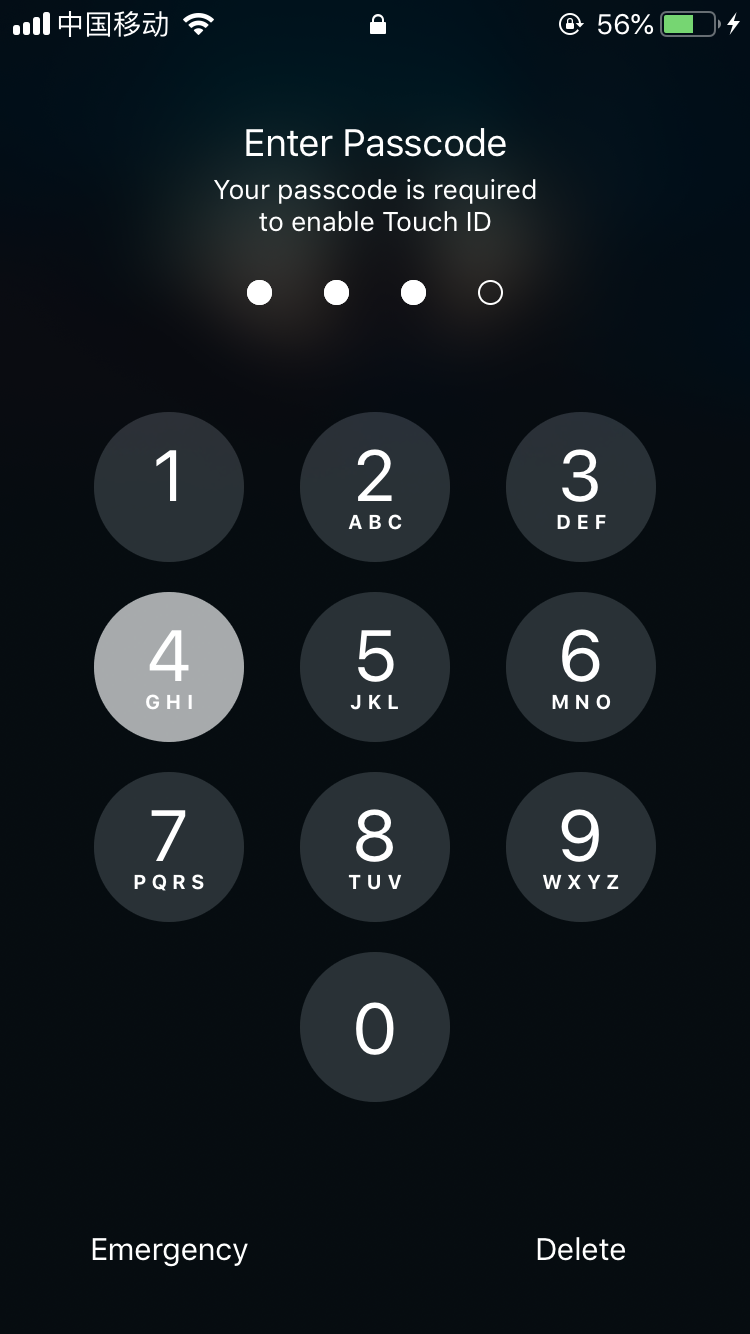 中国移动 56%
Enter Passcode
Your passcode is required
to enable Touch ID
1 2 3
ABC DEF
4 5 6
GHI JKL MNO
7 8 9
PQRS TUV WXYZ
0
Emergency Delete